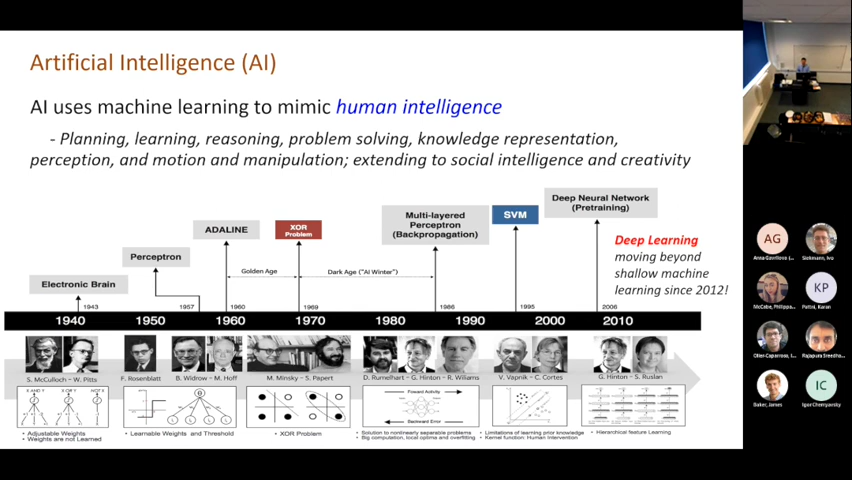 Artificial Intelligence (AI)
AI uses machine learning to mimic human intelligence
- Planning, learning, reasoning, problem solving, knowledge representation,
perception, and motion and manipulation; extending to social intelligence and creativity
Deep Neural Network
(Pretraining)
Multi-layered
Perceptron
(Backpropagation)
SVM
ADALINE
XOR
Problem
Perceptron
Electronic Brain
Golden Age
Dark Age ("AI Winter")
Deep Learning
moving beyond
shallow machine
learning since 2012!
1943
1957
1960
1969
1986
1995
2006
1940
1950
1960
1970
1980
1990
2000
2010
S. McCulloch – W. Pitts
F. Rosenblatt
B. Widrow – M. Hoff
M. Minsky – S. Papert
D. Rumelhart – G. Hinton – R. Wiliams
V. Vapnik – C. Cortes
G. Hinton – S. Ruslan
X AND Y
X OR Y
NOT X
Forward Activity
Backward Error
• Adjustable Weights
• Weights are not Learned
• Learnable Weights and Threshold
• XOR Problem
• Solution to nonlinearly separable problems
• Big computation, local optima and overfitting
• Limitations of learning prior knowledge
• Kernel function: Human Intervention
• Hierarchical feature Learning
AG
KP
McCabe, Philippa...
Baker, James
IC
Igor Chernyavsky